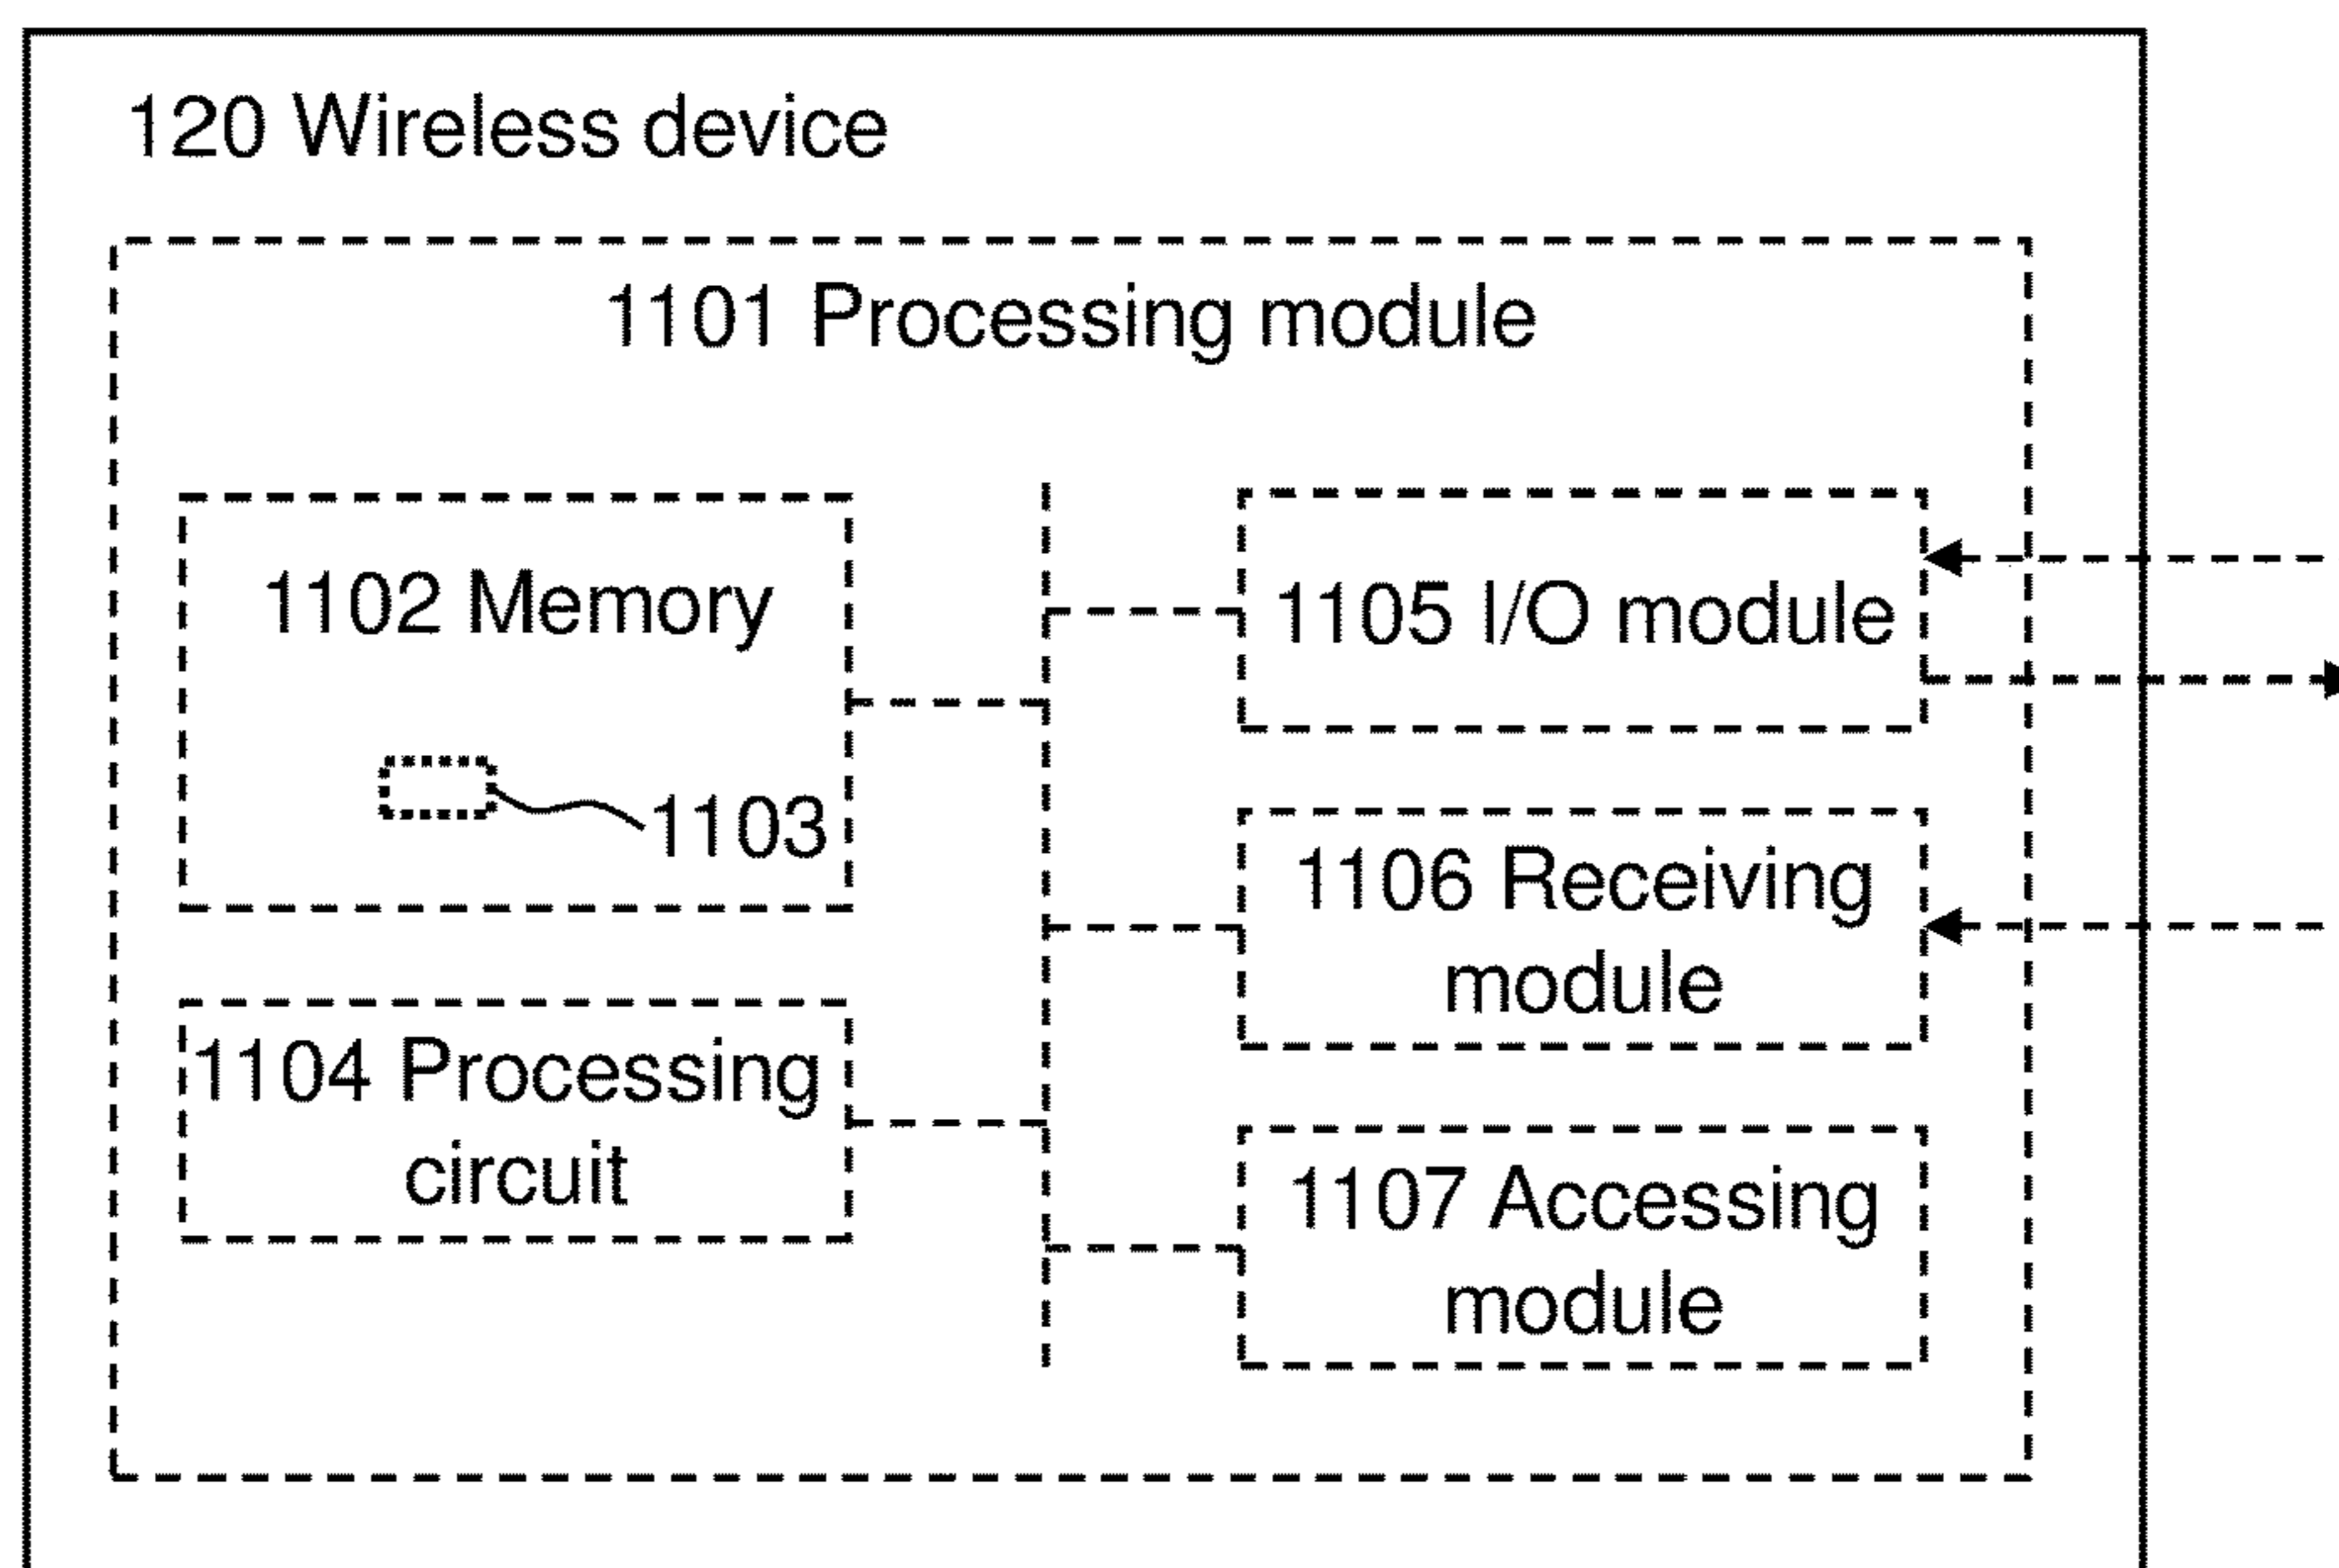 120 Wireless device
1101 Processing module
1102 Memory
1103
1104 Processing
circuit
1105 I/O module
1106 Receiving
module
1107 Accessing
module